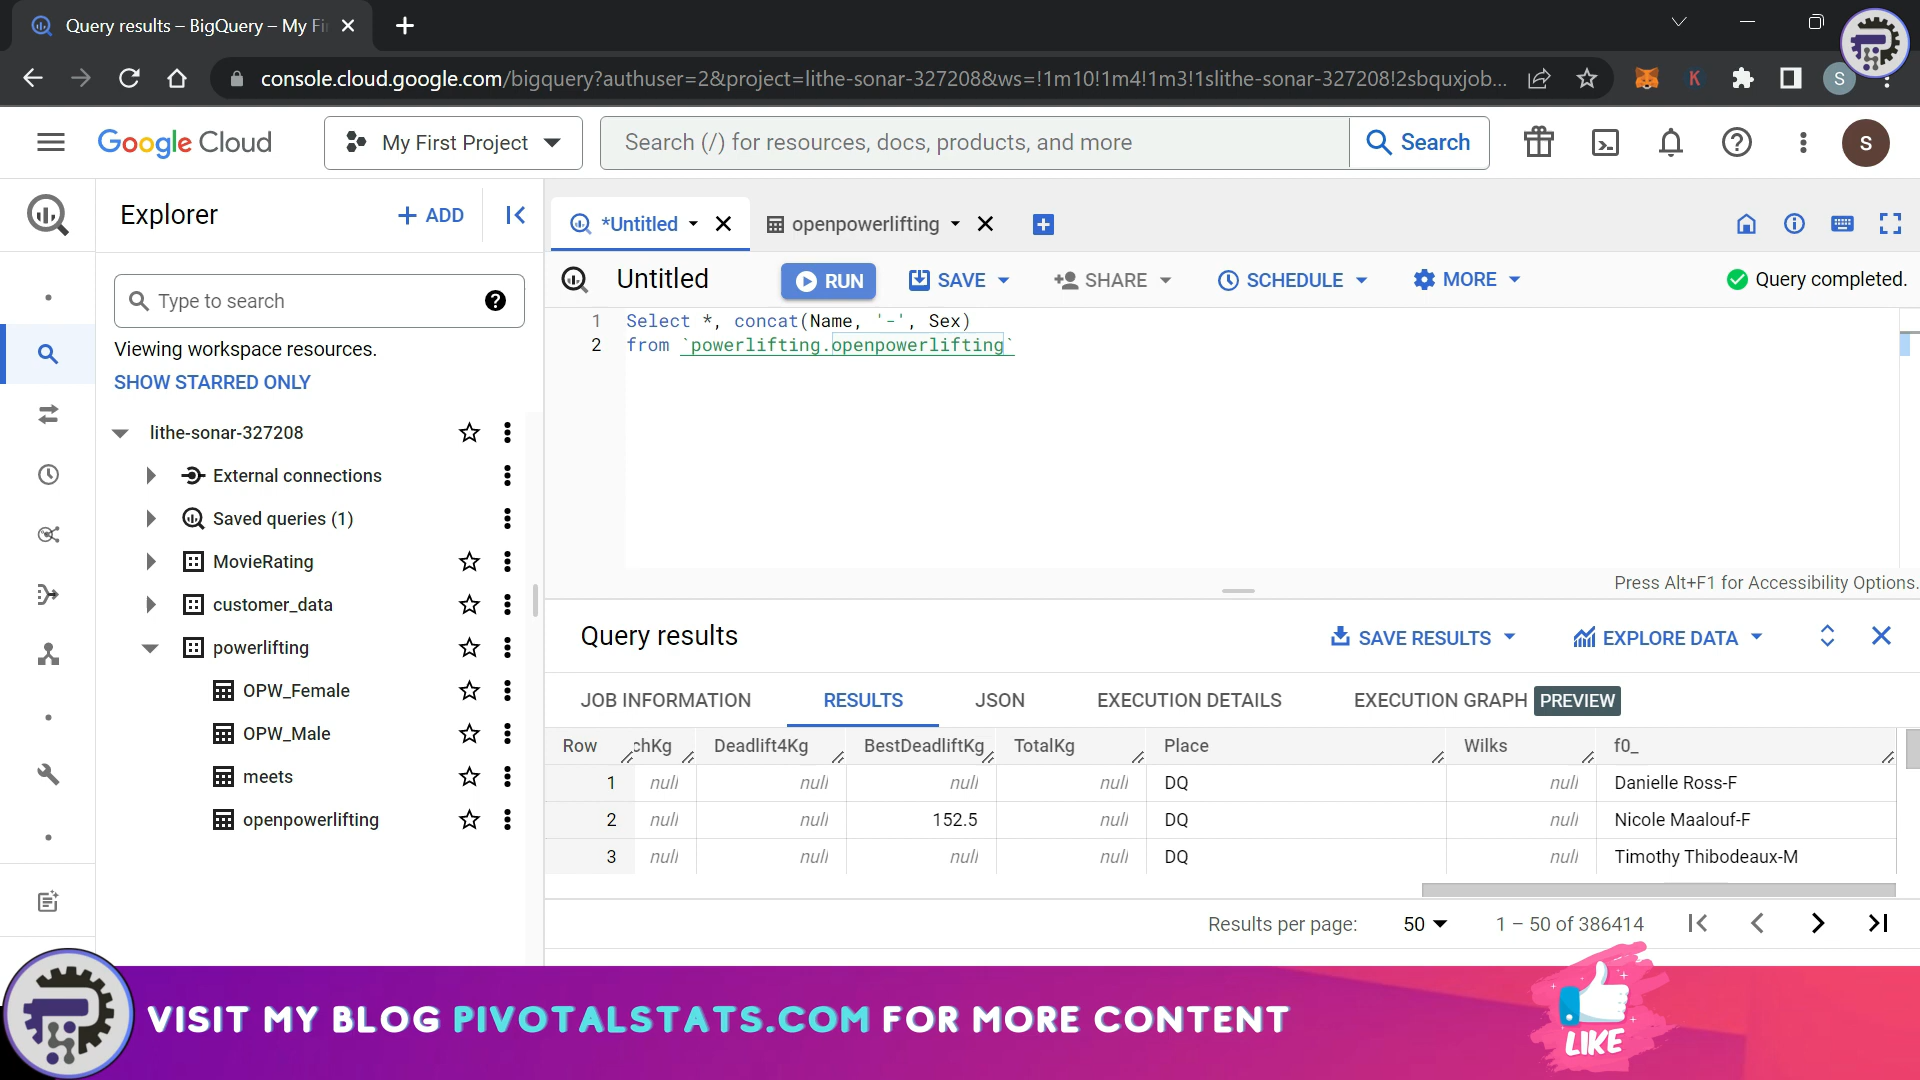 Query results – BigQuery – My Fi
console.cloud.google.com/bigquery?authuser=2&project=lithe-sonar-327208&ws=!1m10!1m4!1m3!1slithe-sonar-327208!2sbquxjob...
K
S
Google Cloud
My First Project
Search (/) for resources, docs, products, and more
Search
S
Explorer
+ ADD
*Untitled
openpowerlifting
Untitled
RUN
SAVE
SHARE
SCHEDULE
MORE
Query completed.
Type to search
Viewing workspace resources.
SHOW STARRED ONLY
lithe-sonar-327208
External connections
Saved queries (1)
MovieRating
customer_data
powerlifting
OPW_Female
OPW_Male
meets
openpowerlifting
1 Select *, concat(Name, '-', Sex)
2 from `powerlifting.openpowerlifting`
Press Alt+F1 for Accessibility Options.
Query results
SAVE RESULTS
EXPLORE DATA
JOB INFORMATION
RESULTS
JSON
EXECUTION DETAILS
EXECUTION GRAPH
PREVIEW
Row chKg Deadlift4Kg BestDeadliftKg TotalKg Place Wilks f0_
1 null null null null DQ null Danielle Ross-F
2 null null 152.5 null DQ null Nicole Maalouf-F
3 null null null null DQ null Timothy Thibodeaux-M
Results per page: 50 1 – 50 of 386414
VISIT MY BLOG PIVOTALSTATS.COM FOR MORE CONTENT
LIKE